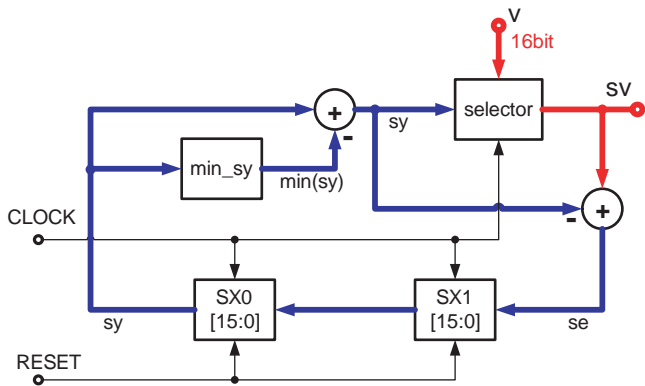 v
16bit
sv
+
-
sy
selector
min_sy
min(sy)
-
+
CLOCK
SX0
[15:0]
SX1
[15:0]
sy
se
RESET